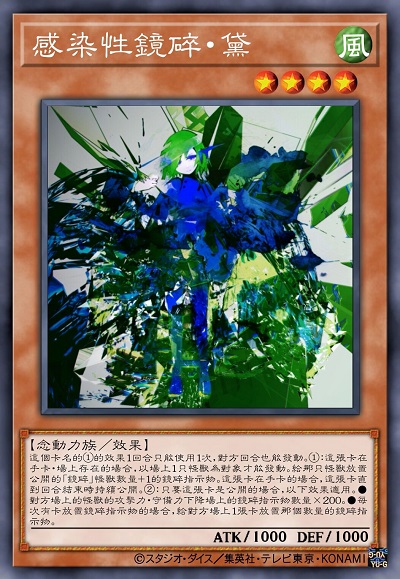 感染性鏡碎・黛
風
【念動力族／效果】
這個卡名的①的效果1回合只能使用1次，對方回合也能發動。①：這張卡在
手卡・場上存在的場合，以場上1只怪獸為對象才能發動。給那只怪獸放置
公開的「鏡碎」怪獸數量+1的鏡碎指示物。這張卡在手卡的場合，這張卡直
到回合結束時持續公開。②：只要這張卡是公開的場合，以下效果適用。●
對方場上的怪獸的攻擊力・守備力下降場上的鏡碎指示物數量×200。●每
次有卡放置鏡碎指示物的場合，給對方場上1張卡放置那個數量的鏡碎指
示物。
ATK/1000 DEF/1000
©スタジオ・ダイス／集英社・テレビ東京・KONAMI
YU-G